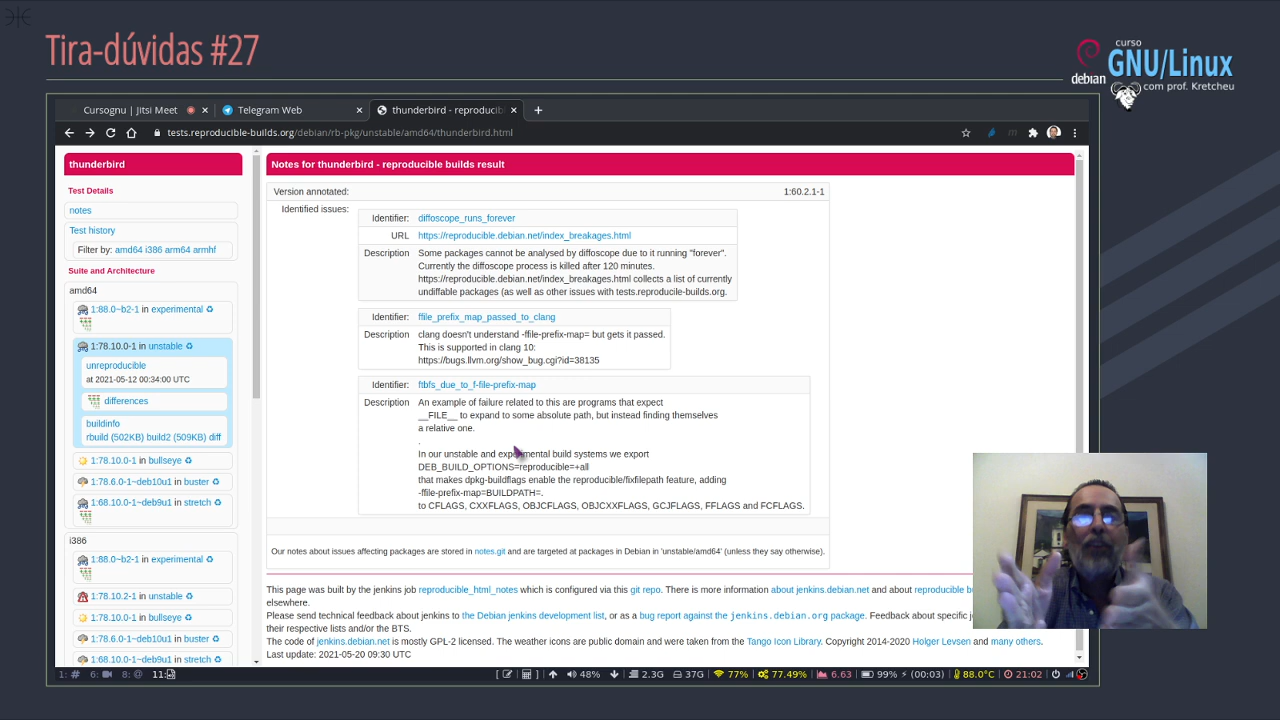 Tira-dúvidas #27
curso
debian GNU/Linux
com prof. Kretcheu
Cursognu | Jitsi Meet
Telegram Web
thunderbird - reproducib
tests.reproducible-builds.org/debian/rb-pkg/unstable/amd64/thunderbird.html
thunderbird
Test Details
notes
Test history
Filter by: amd64 i386 arm64 armhf
Suite and Architecture
amd64
1:88.0~b2-1 in experimental
1:78.10.0-1 in unstable
unreproducible
at 2021-05-12 00:34:00 UTC
differences
buildinfo
rbuild (502KB) build2 (509KB) diff
1:78.10.0-1 in bullseye
1:78.6.0-1~deb10u1 in buster
1:68.10.0-1~deb9u1 in stretch
i386
1:88.0~b2-1 in experimental
1:78.10.2-1 in unstable
1:78.10.0-1 in bullseye
1:78.6.0-1~deb10u1 in buster
1:68.10.0-1~deb9u1 in stretch
Notes for thunderbird - reproducible builds result
Version annotated: 1:60.2.1-1
Identified issues:
Identifier: diffoscope_runs_forever
URL https://reproducible.debian.net/index_breakages.html
Description Some packages cannot be analysed by diffoscope due to it running "forever".
Currently the diffoscope process is killed after 120 minutes.
https://reproducible.debian.net/index_breakages.html collects a list of currently
undiffable packages (as well as other issues with tests.reproducile-builds.org.
Identifier: ffile_prefix_map_passed_to_clang
Description clang doesn't understand -ffile-prefix-map= but gets it passed.
This is supported in clang 10:
https://bugs.llvm.org/show_bug.cgi?id=38135
Identifier: ftbfs_due_to_f-file-prefix-map
Description An example of failure related to this are programs that expect
__FILE__ to expand to some absolute path, but instead finding themselves
a relative one.
.
In our unstable and experimental build systems we export
DEB_BUILD_OPTIONS=reproducible=+all
that makes dpkg-buildflags enable the reproducible/fixfilepath feature, adding
-ffile-prefix-map=BUILDPATH=.
to CFLAGS, CXXFLAGS, OBJCFLAGS, OBJCXXFLAGS, GCJFLAGS, FFLAGS and FCFLAGS.
Our notes about issues affecting packages are stored in notes.git and are targeted at packages in Debian in 'unstable/amd64' (unless they say otherwise).
This page was built by the jenkins job reproducible_html_notes which is configured via this git repo. There is more information about jenkins.debian.net and about reproducible b
elsewhere.
Please send technical feedback about jenkins to the Debian jenkins development list, or as a bug report against the jenkins.debian.org package. Feedback about specific j
their respective lists and/or the BTS.
The code of jenkins.debian.net is mostly GPL-2 licensed. The weather icons are public domain and were taken from the Tango Icon Library. Copyright 2014-2020 Holger Levsen and many others.
Last update: 2021-05-20 09:30 UTC
1: # 6: 8: @ 11: [ ] 48% 2.3G 37G 77% 77.49% 6.63 99% (00:03) 88.0°C 21:02